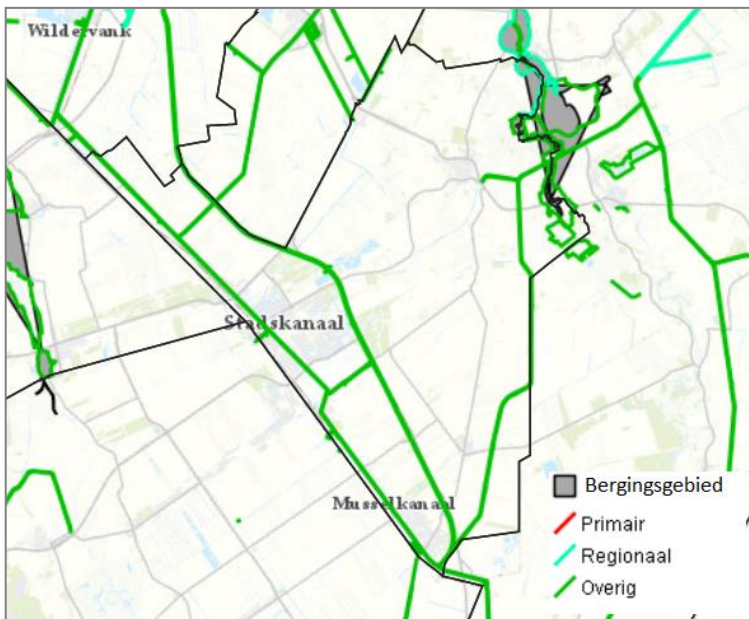 Wildervank
Stadskanaal
Musselkanaal
Bergingsgebied
Primair
Regionaal
Overig